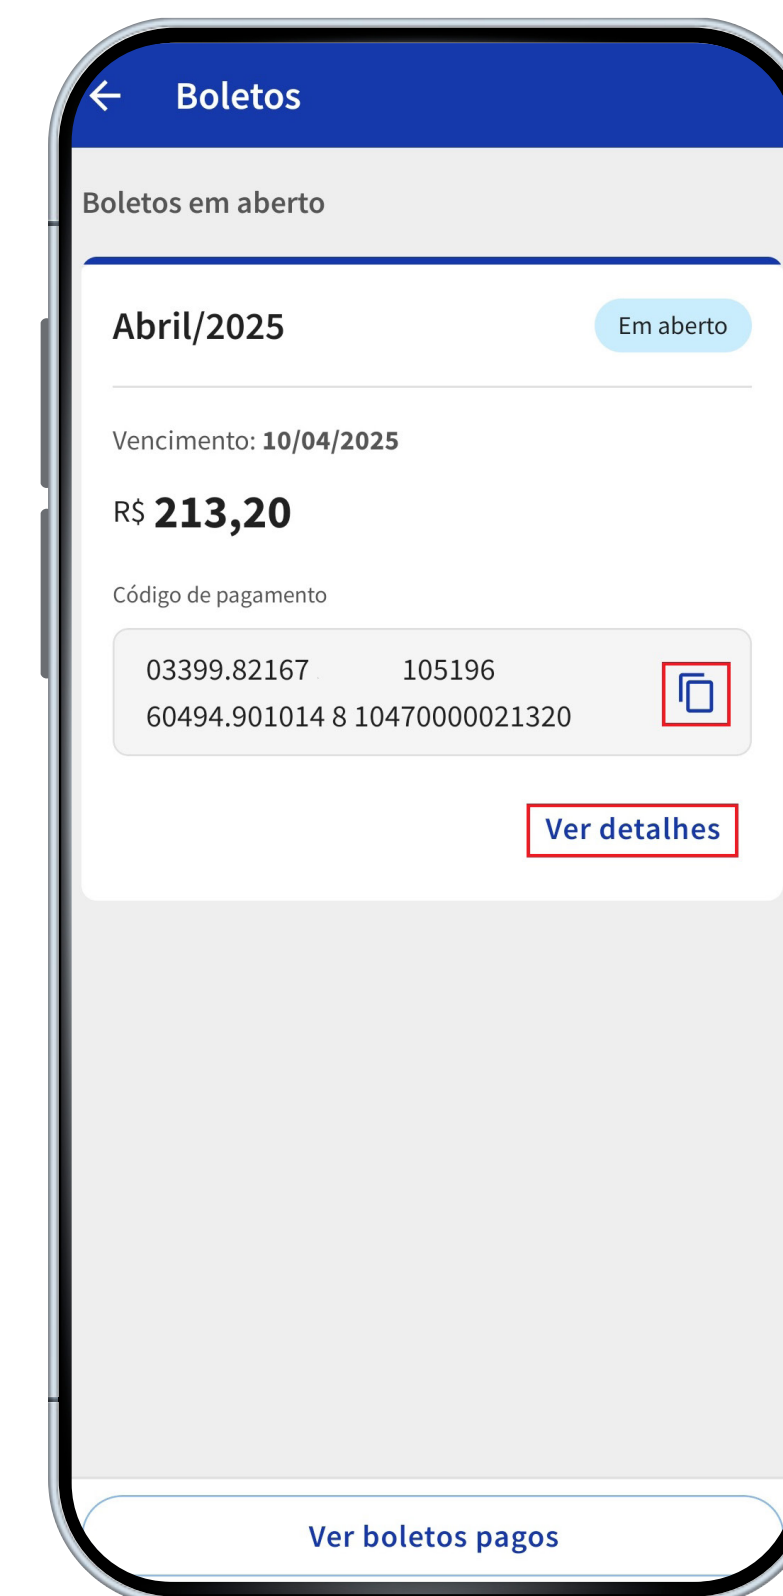 Boletos
Boletos em aberto
Abril/2025
Em aberto
Vencimento: 10/04/2025
R$ 213,20
Código de pagamento
03399.82167 105196
60494.901014 8 10470000021320
Ver detalhes
Ver boletos pagos